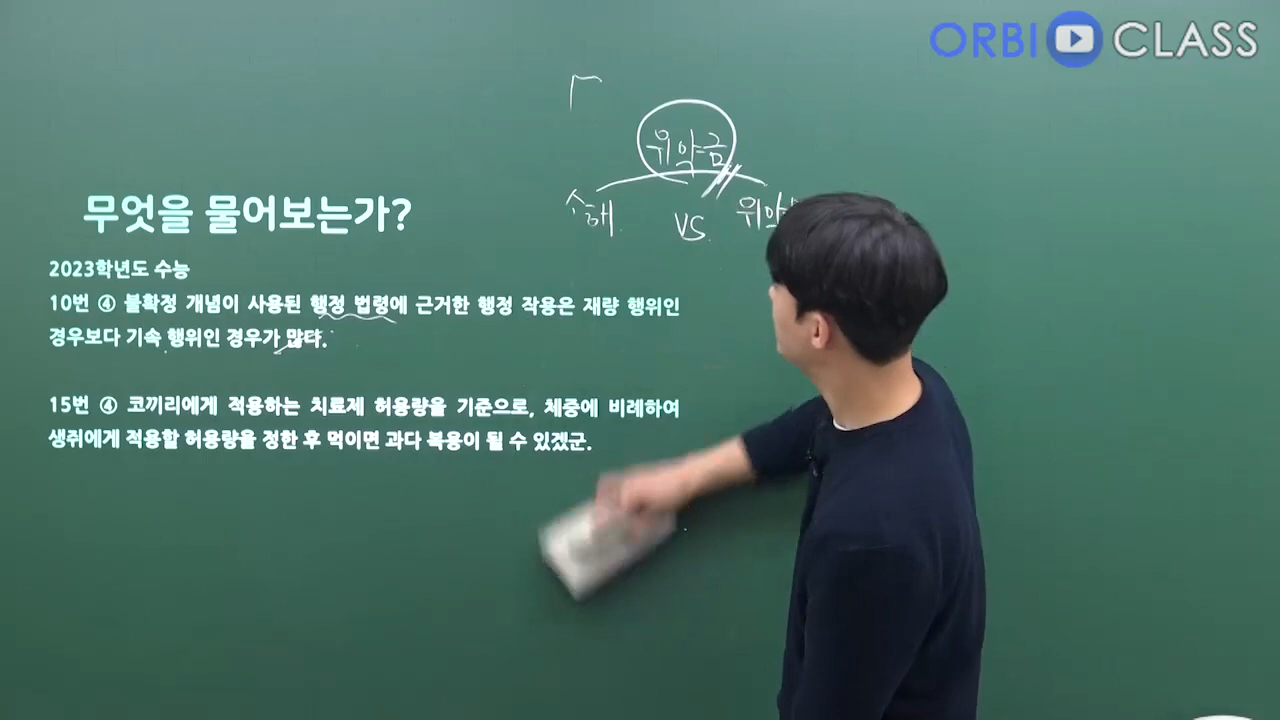 ORBI CLASS
위약금
손해 VS 위약
무엇을 물어보는가?
2023학년도 수능
10번 ④ 불확정 개념이 사용된 행정 법령에 근거한 행정 작용은 재량 행위인
경우보다 기속 행위인 경우가 많다.
15번 ④ 코끼리에게 적용하는 치료제 허용량을 기준으로, 체중에 비례하여
생쥐에게 적용할 허용량을 정한 후 먹이면 과다 복용이 될 수 있겠군.